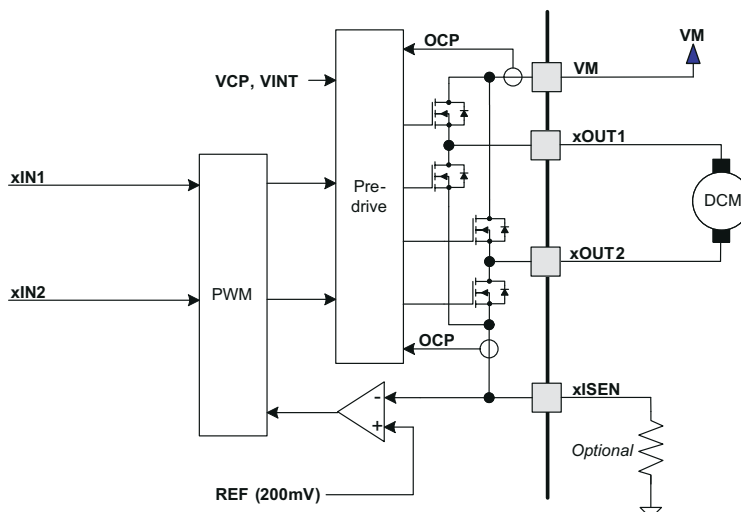 OCP
VM
VCP, VINT
VM
xOUT1
xIN1
Pre-
drive
DCM
xIN2
PWM
xOUT2
OCP
xISEN
-
+
Optional
REF (200mV)